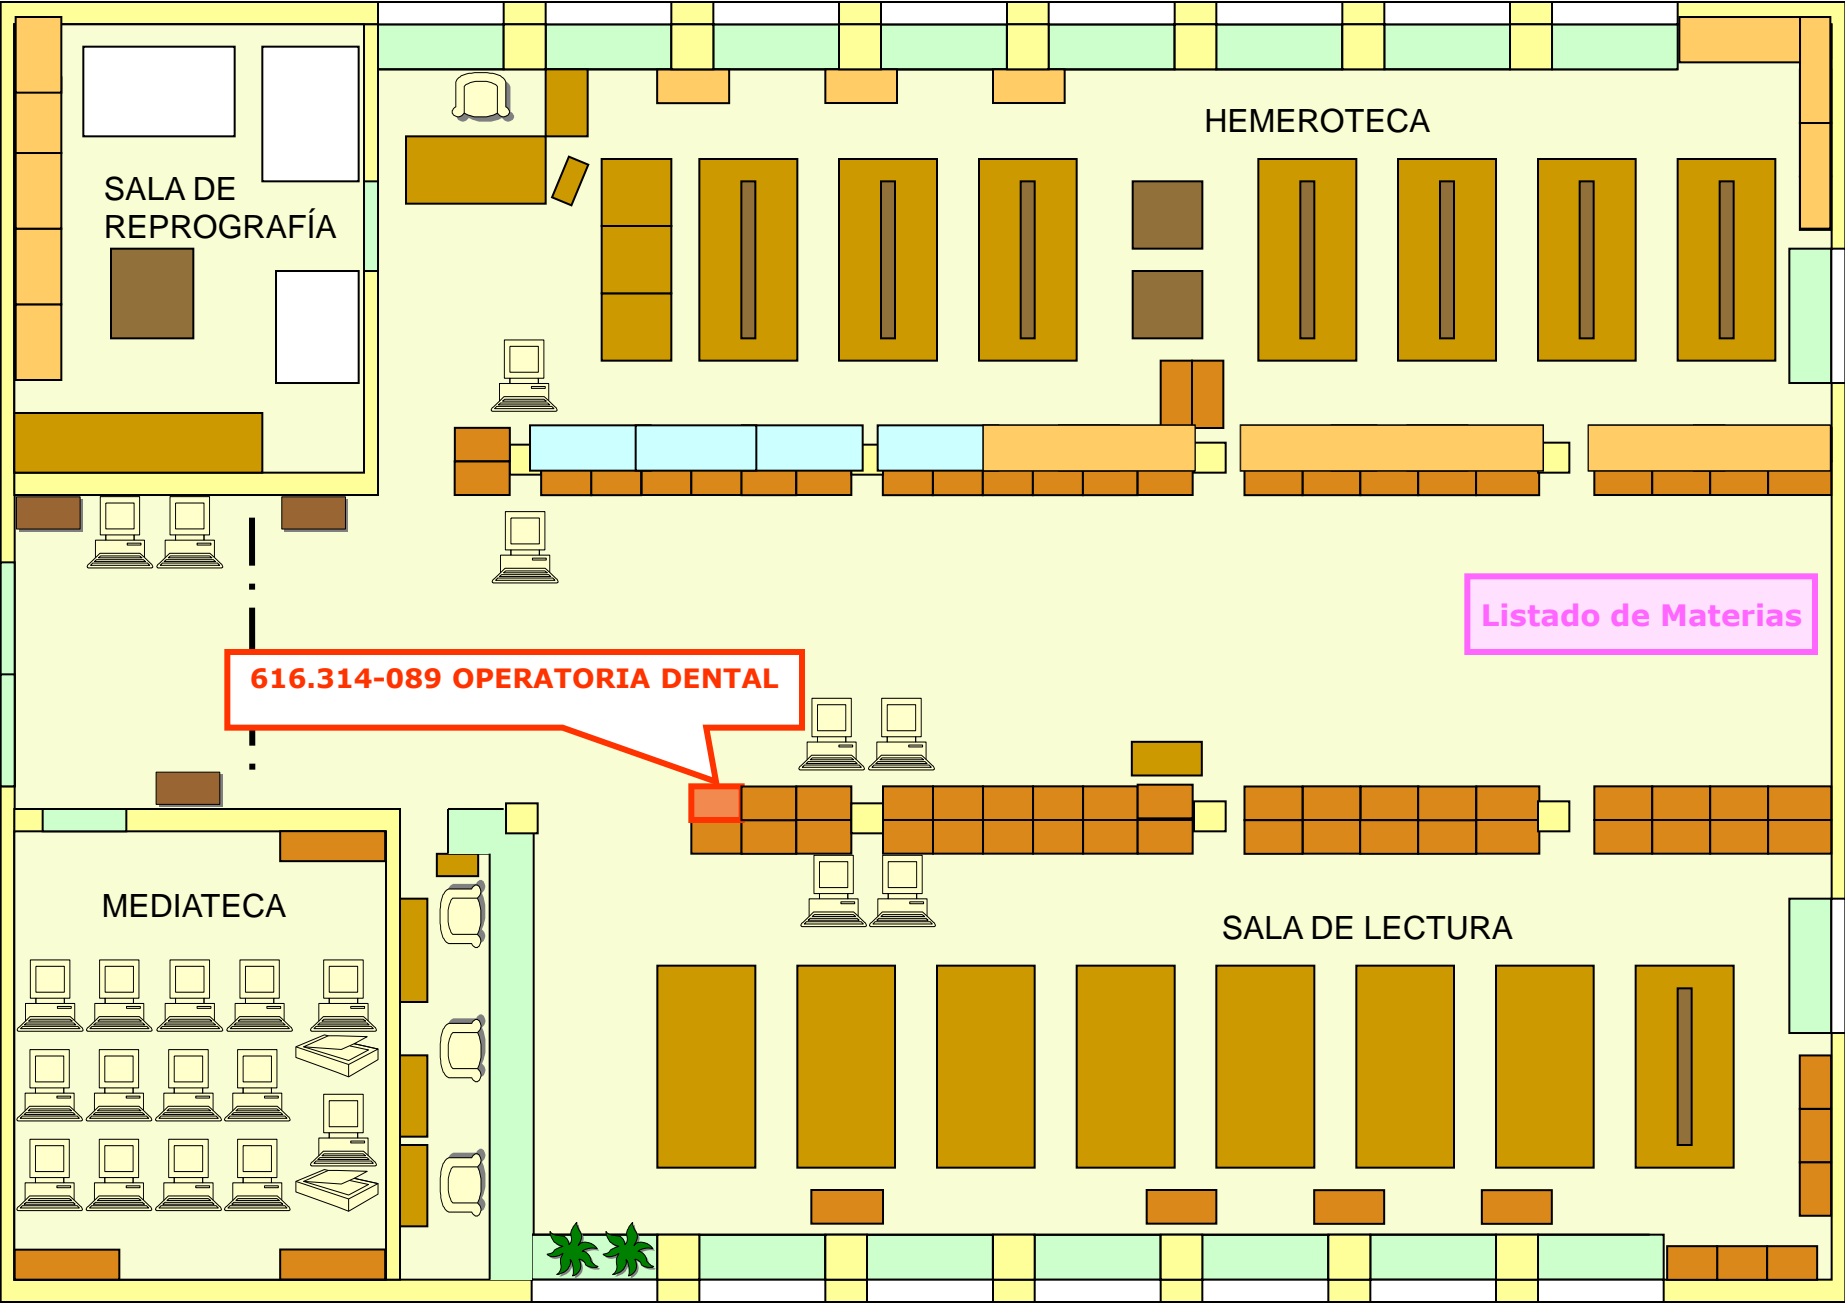 HEMEROTECA
SALA DE
REPROGRAFÍA
Listado de Materias
616.314-089 OPERATORIA DENTAL
MEDIATECA
SALA DE LECTURA